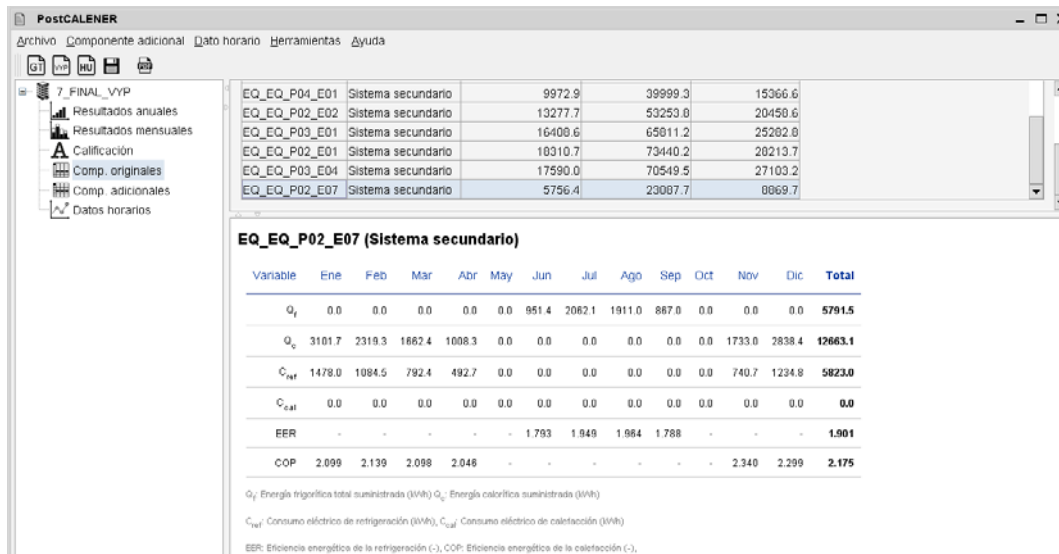 PostCALENER
Archivo Componente adicional Dato horario Herramientas Ayuda
GT VYP HU PDF
7_FINAL_VYP
Resultados anuales
Resultados mensuales
Calificación
Comp. originales
Comp. adicionales
Datos horarios
EQ_EQ_P04_E01 Sistema secundario 9972.9 39999.3 15366.6
EQ_EQ_P02_E02 Sistema secundario 13277.7 53253.8 20458.6
EQ_EQ_P03_E01 Sistema secundario 16408.6 65811.2 25282.8
EQ_EQ_P02_E01 Sistema secundario 18310.7 73440.2 28213.7
EQ_EQ_P03_E04 Sistema secundario 17590.0 70549.5 27103.2
EQ_EQ_P02_E07 Sistema secundario 5756.4 23087.7 8869.7
EQ_EQ_P02_E07 (Sistema secundario)
Variable Ene Feb Mar Abr May Jun Jul Ago Sep Oct Nov Dic Total
Qf 0.0 0.0 0.0 0.0 0.0 951.4 2062.1 1911.0 867.0 0.0 0.0 0.0 5791.5
Qc 3101.7 2319.3 1662.4 1008.3 0.0 0.0 0.0 0.0 0.0 0.0 1733.0 2838.4 12663.1
Cref 1478.0 1084.5 792.4 492.7 0.0 0.0 0.0 0.0 0.0 0.0 740.7 1234.8 5823.0
Ccal 0.0 0.0 0.0 0.0 0.0 0.0 0.0 0.0 0.0 0.0 0.0 0.0 0.0
EER - - - - - 1.793 1.949 1.964 1.788 - - - 1.901
COP 2.099 2.139 2.098 2.046 - - - - - - 2.340 2.299 2.175
Qf: Energía frigorífica total suministrada (kWh) Qc: Energía calorífica suministrada (kWh)
Cref: Consumo eléctrico de refrigeración (kWh), Ccal: Consumo eléctrico de calefacción (kWh)
EER: Eficiencia energética de la refrigeración (-), COP: Eficiencia energética de la calefacción (-),